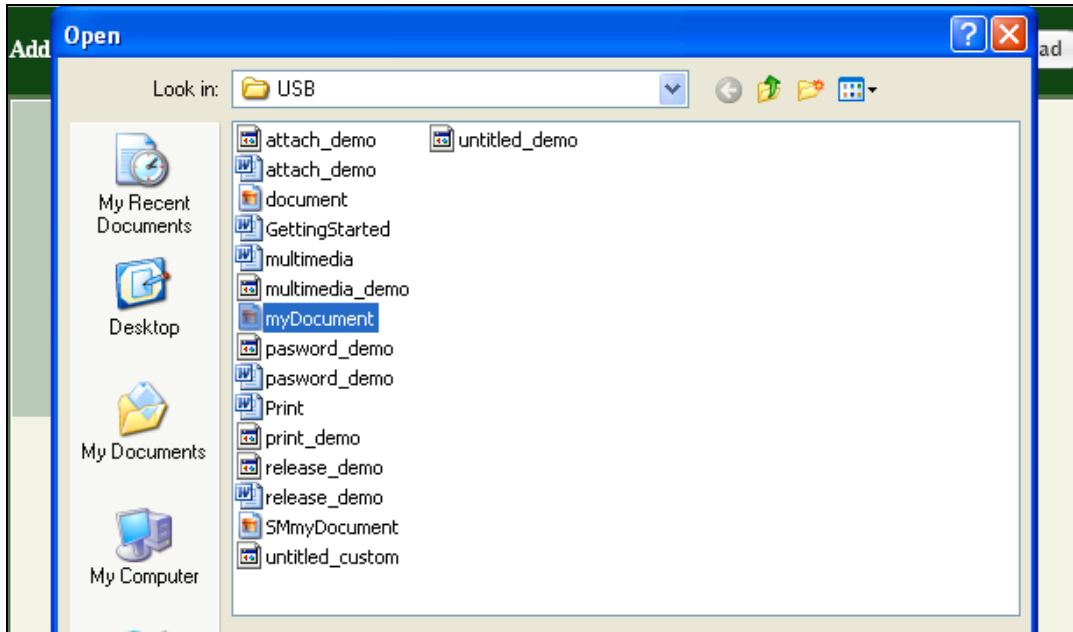 Add
Open
ad
Look in:
USB
My Recent
Documents
Desktop
My Documents
My Computer
attach_demo
attach_demo
document
GettingStarted
multimedia
multimedia_demo
myDocument
pasword_demo
pasword_demo
Print
print_demo
release_demo
release_demo
SMmyDocument
untitled_custom
untitled_demo